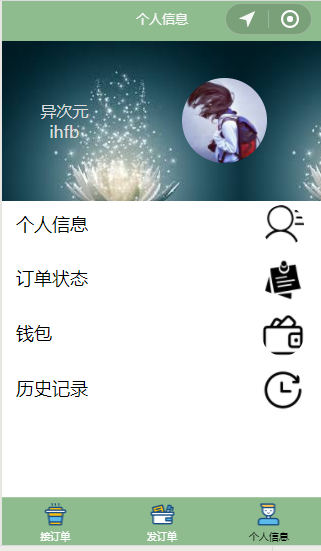 个人信息
异次元
ihfb
个人信息
订单状态
钱包
历史记录
接订单
发订单
个人信息